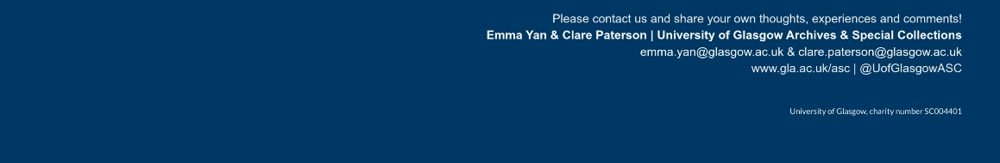 Please contact us and share your own thoughts, experiences and comments!
Emma Yan & Clare Paterson | University of Glasgow Archives & Special Collections
emma.yan@glasgow.ac.uk & clare.paterson@glasgow.ac.uk
www.gla.ac.uk/asc | @UofGlasgowASC
University of Glasgow, charity number SC004401